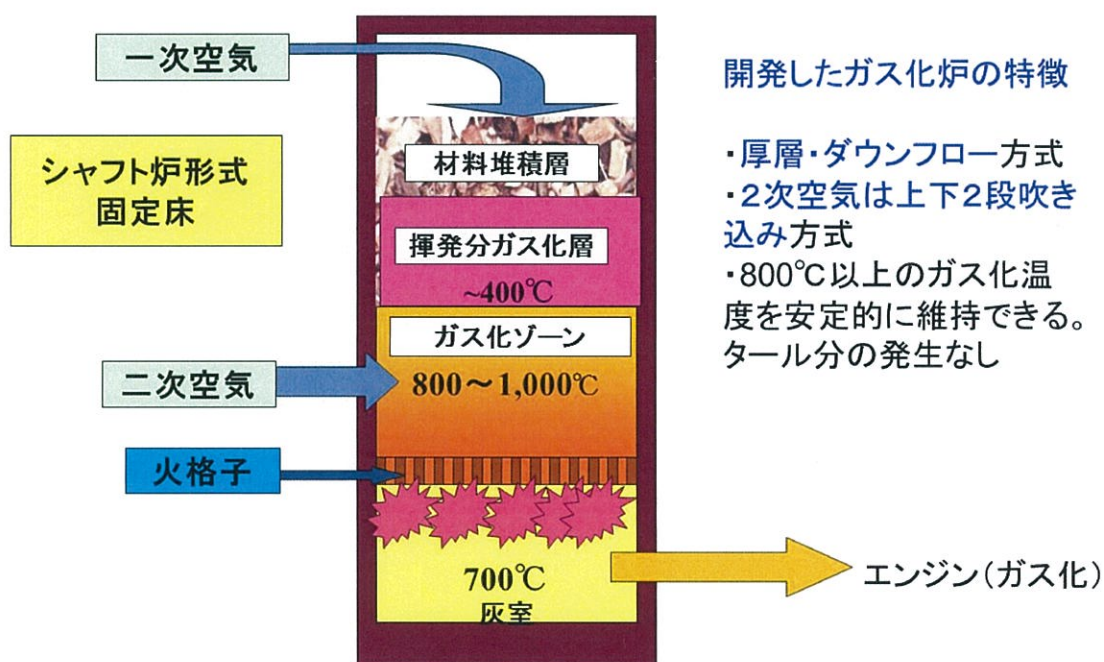 一次空気
シャフト炉形式
固定床
材料堆積層
揮発分ガス化層
~400℃
ガス化ゾーン
二次空気
800～1,000℃
火格子
700℃
灰室
エンジン（ガス化）
開発したガス化炉の特徴
・厚層・ダウンフロー方式
・２次空気は上下２段吹き
込み方式
・800℃以上のガス化温
度を安定的に維持できる。
タール分の発生なし